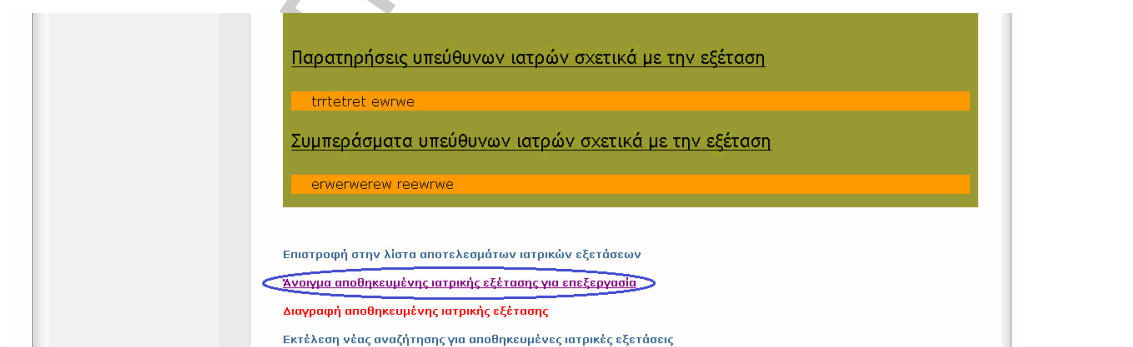 Παρατηρήσεις υπεύθυνων ιατρών σχετικά με την εξέταση
trrtetret ewrwe
Συμπεράσματα υπεύθυνων ιατρών σχετικά με την εξέταση
erwerwerew reewrwe
Επιστροφή στην λίστα αποτελεσμάτων ιατρικών εξετάσεων
Άνοιγμα αποθηκευμένης ιατρικής εξέτασης για επεξεργασία
Διαγραφή αποθηκευμένης ιατρικής εξέτασης
Εκτέλεση νέας αναζήτησης για αποθηκευμένες ιατρικές εξετάσεις